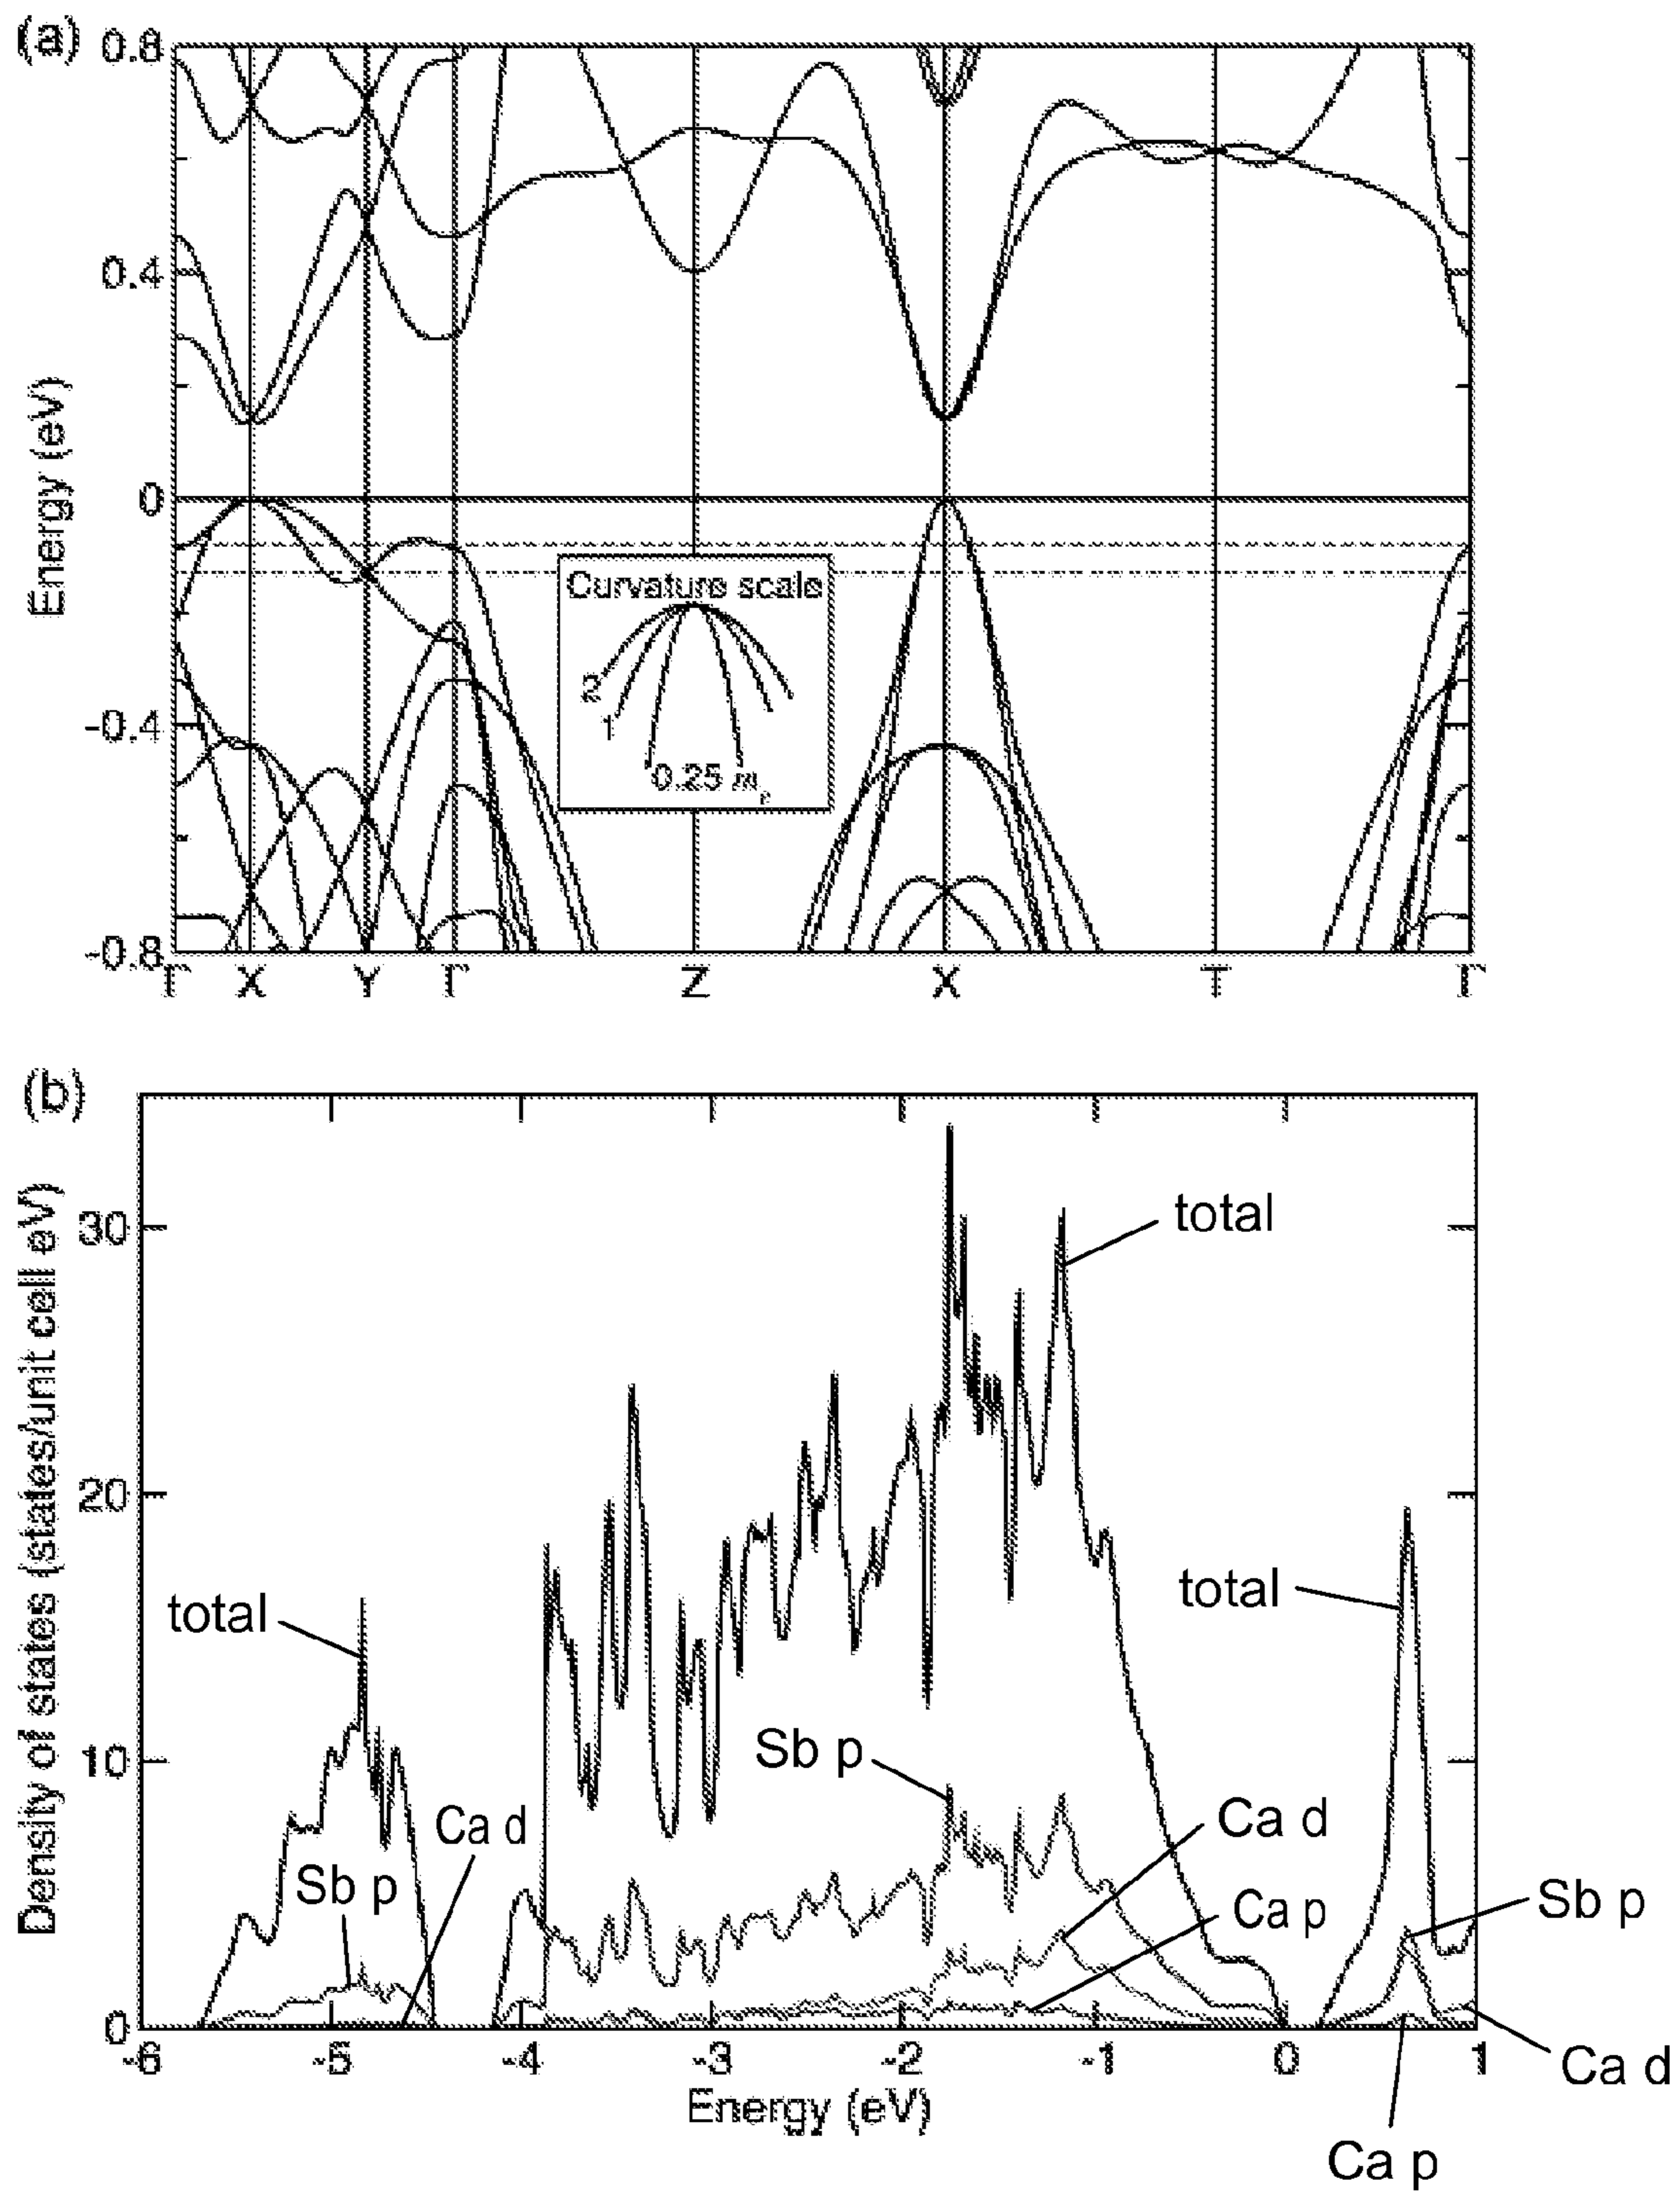 (a)
0.8
0.4
0
-0.4
-0.8
Energy (eV)
Curvature scale
2
1
0.25 me
Γ X Y Γ Z X T Γ
(b)
30
20
10
0
Density of states (states/unit cell eV)
total
total
total
Sb p
Ca d
Ca d
Sb p
Ca p
Sb p
-6 -5 -4 -3 -2 -1 0 1
Energy (eV)
Ca d
Ca p